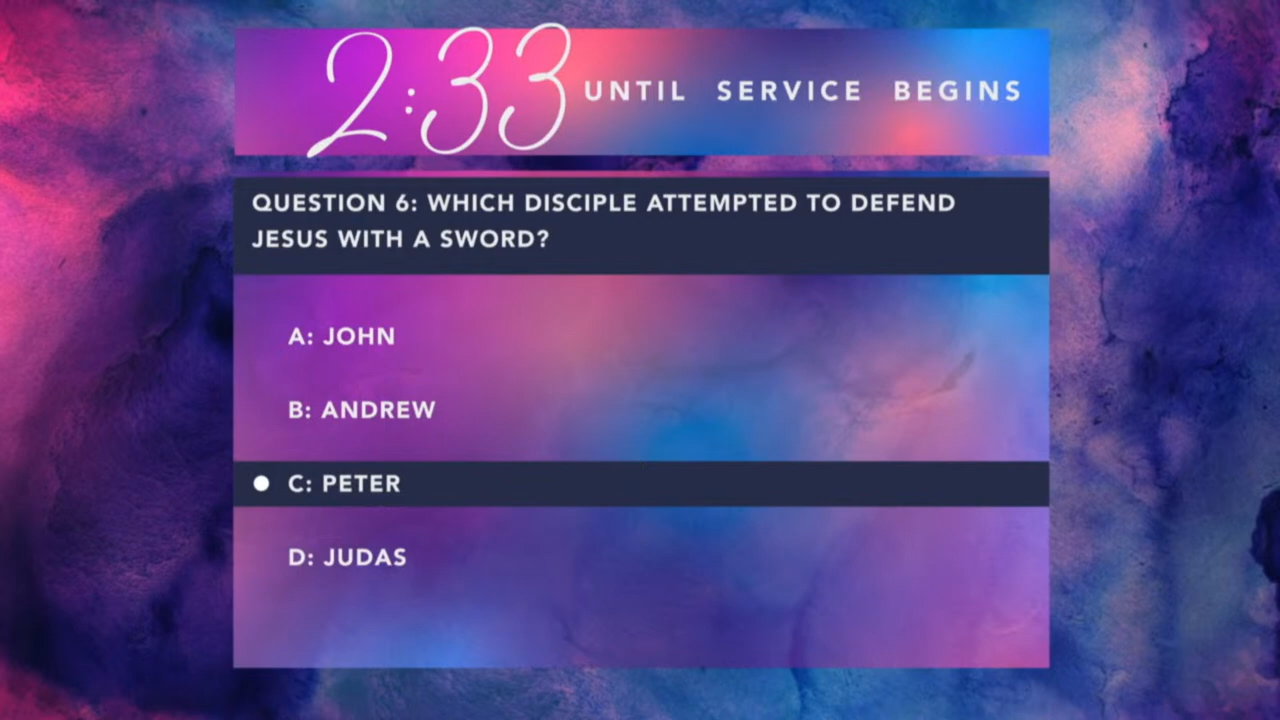 2:33 UNTIL SERVICE BEGINS
QUESTION 6: WHICH DISCIPLE ATTEMPTED TO DEFEND
JESUS WITH A SWORD?
A: JOHN
B: ANDREW
C: PETER
D: JUDAS